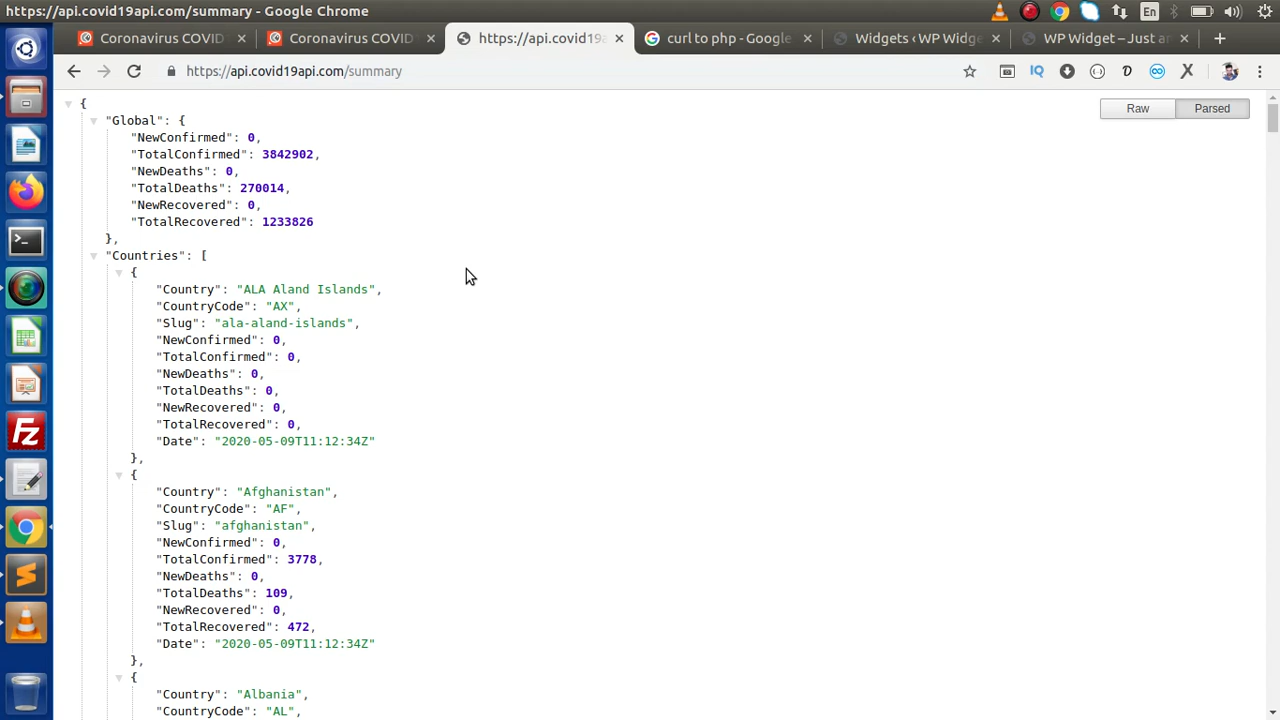 https://api.covid19api.com/summary - Google Chrome
En
Coronavirus COVID
Coronavirus COVID
https://api.covid19a
curl to php - Google
Widgets ‹ WP Widge
WP Widget – Just an
https://api.covid19api.com/summary
IQ
Raw
Parsed
{
"Global": {
"NewConfirmed": 0,
"TotalConfirmed": 3842902,
"NewDeaths": 0,
"TotalDeaths": 270014,
"NewRecovered": 0,
"TotalRecovered": 1233826
},
"Countries": [
{
"Country": "ALA Aland Islands",
"CountryCode": "AX",
"Slug": "ala-aland-islands",
"NewConfirmed": 0,
"TotalConfirmed": 0,
"NewDeaths": 0,
"TotalDeaths": 0,
"NewRecovered": 0,
"TotalRecovered": 0,
"Date": "2020-05-09T11:12:34Z"
},
{
"Country": "Afghanistan",
"CountryCode": "AF",
"Slug": "afghanistan",
"NewConfirmed": 0,
"TotalConfirmed": 3778,
"NewDeaths": 0,
"TotalDeaths": 109,
"NewRecovered": 0,
"TotalRecovered": 472,
"Date": "2020-05-09T11:12:34Z"
},
{
"Country": "Albania",
"CountryCode": "AL",